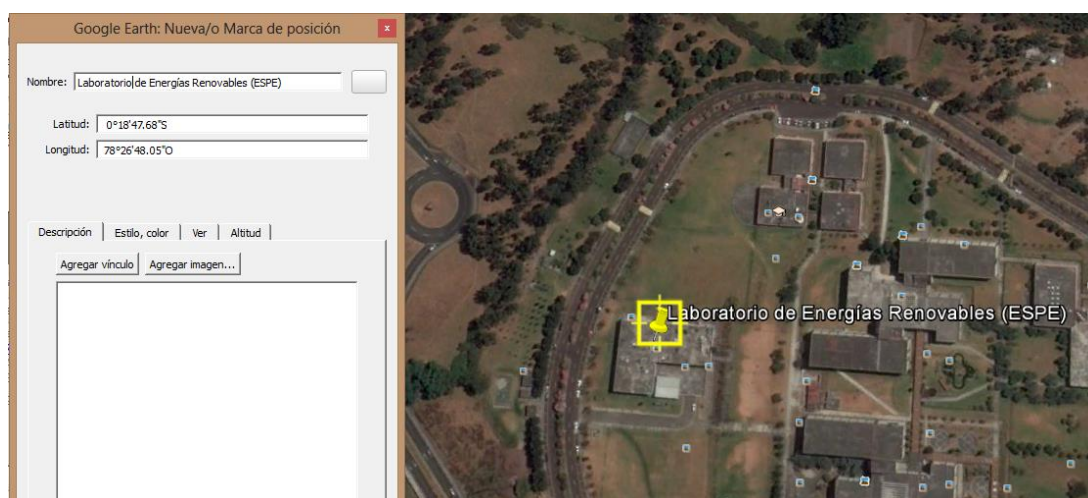 Google Earth: Nueva/o Marca de posición
x
Nombre: Laboratorio de Energías Renovables (ESPE)
Latitud: 0°18'47.68"S
Longitud: 78°26'48.05"O
Descripción Estilo, color Ver Altitud
Agregar vínculo Agregar imagen...
Laboratorio de Energías Renovables (ESPE)